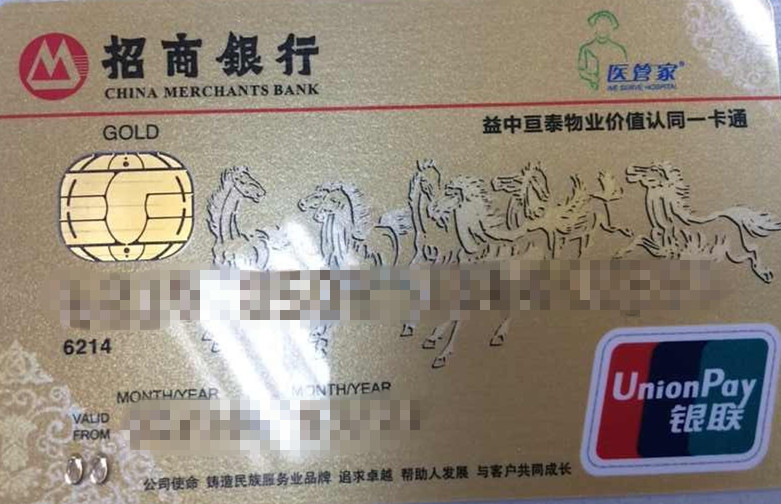 招商银行
CHINA MERCHANTS BANK
医管家®
WE SERVE HOSPITAL
益中亘泰物业价值认同一卡通
GOLD
6214
UnionPay
银联
MONTH/YEAR MONTH/YEAR
VALID
FROM
公司使命 铸造民族服务业品牌 追求卓越 帮助人发展 与客户共同成长